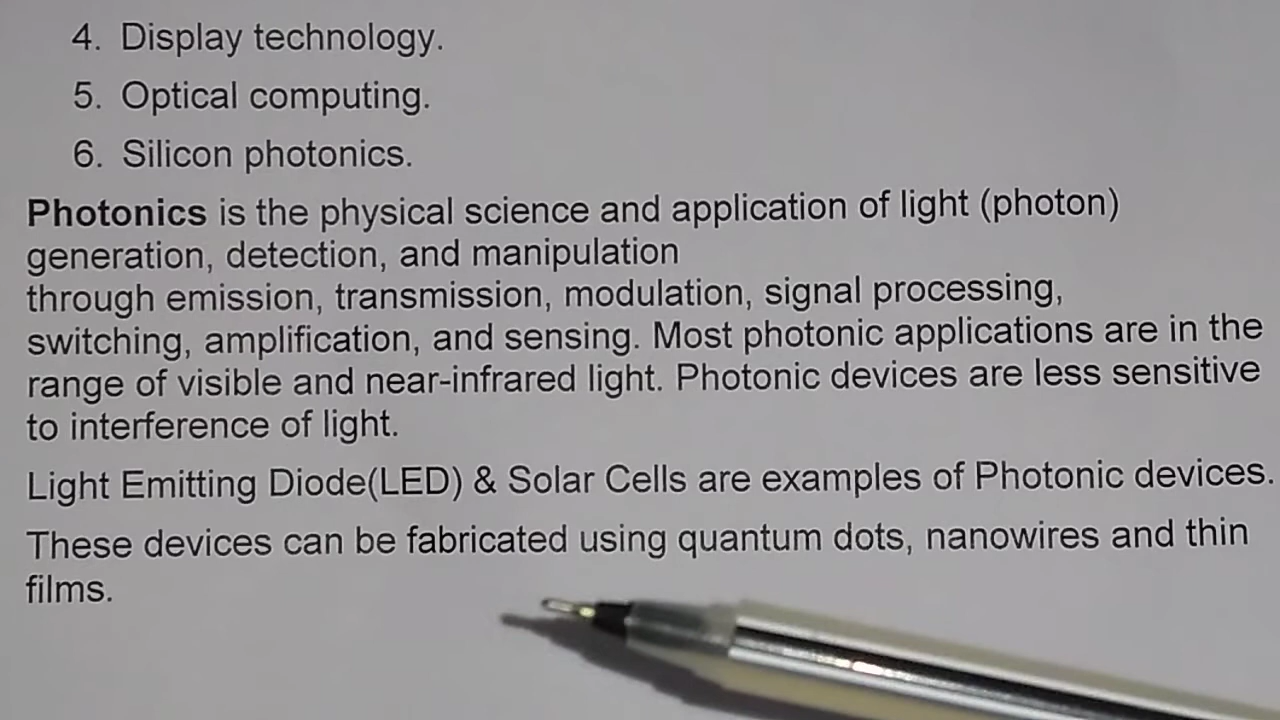 4. Display technology.
5. Optical computing.
6. Silicon photonics.
Photonics is the physical science and application of light (photon)
generation, detection, and manipulation
through emission, transmission, modulation, signal processing,
switching, amplification, and sensing. Most photonic applications are in the
range of visible and near-infrared light. Photonic devices are less sensitive
to interference of light.
Light Emitting Diode(LED) & Solar Cells are examples of Photonic devices.
These devices can be fabricated using quantum dots, nanowires and thin
films.